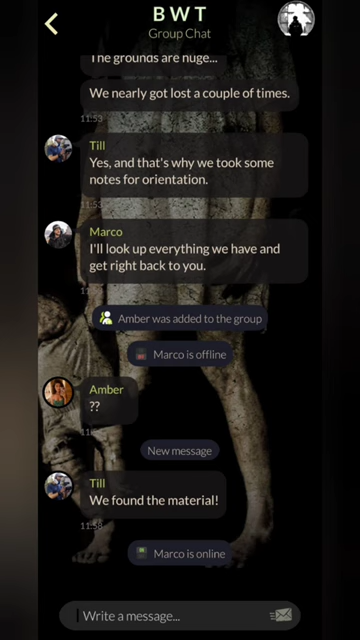 B W T
Group Chat
The grounds are huge...
We nearly got lost a couple of times.
11:53
Till
Yes, and that's why we took some
notes for orientation.
11:53
Marco
I'll look up everything we have and
get right back to you.
Amber was added to the group
Marco is offline
Amber
??
New message
Till
We found the material!
11:58
Marco is online
Write a message...